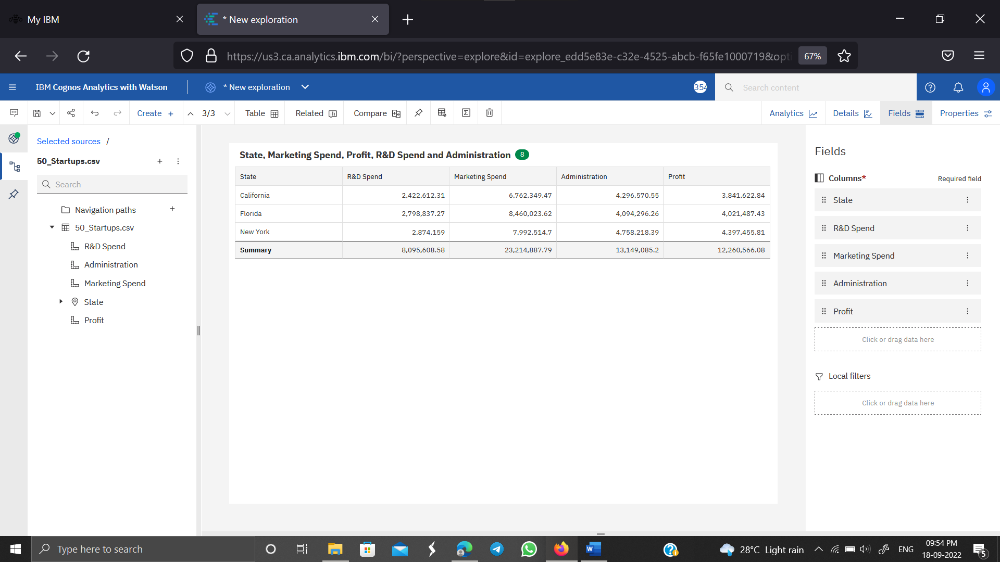 My IBM
* New exploration
https://us3.ca.analytics.ibm.com/bi/?perspective=explore&id=explore_edd5e83e-c32e-4525-abcb-f65fe1000719&opti
67%
IBM Cognos Analytics with Watson
* New exploration
354
Search content
Create
3/3
Table
Related
Compare
Analytics
Details
Fields
Properties
Selected sources /
50_Startups.csv
Search
Navigation paths
50_Startups.csv
R&D Spend
Administration
Marketing Spend
State
Profit
State, Marketing Spend, Profit, R&D Spend and Administration 8
State R&D Spend Marketing Spend Administration Profit
California 2,422,612.31 6,762,349.47 4,296,570.55 3,841,622.84
Florida 2,798,837.27 8,460,023.62 4,094,296.26 4,021,487.43
New York 2,874,159 7,992,514.7 4,758,218.39 4,397,455.81
Summary 8,095,608.58 23,214,887.79 13,149,085.2 12,260,566.08
Fields
Columns* Required field
State
R&D Spend
Marketing Spend
Administration
Profit
Click or drag data here
Local filters
Click or drag data here
Type here to search
28°C Light rain
ENG
09:54 PM
18-09-2022
5